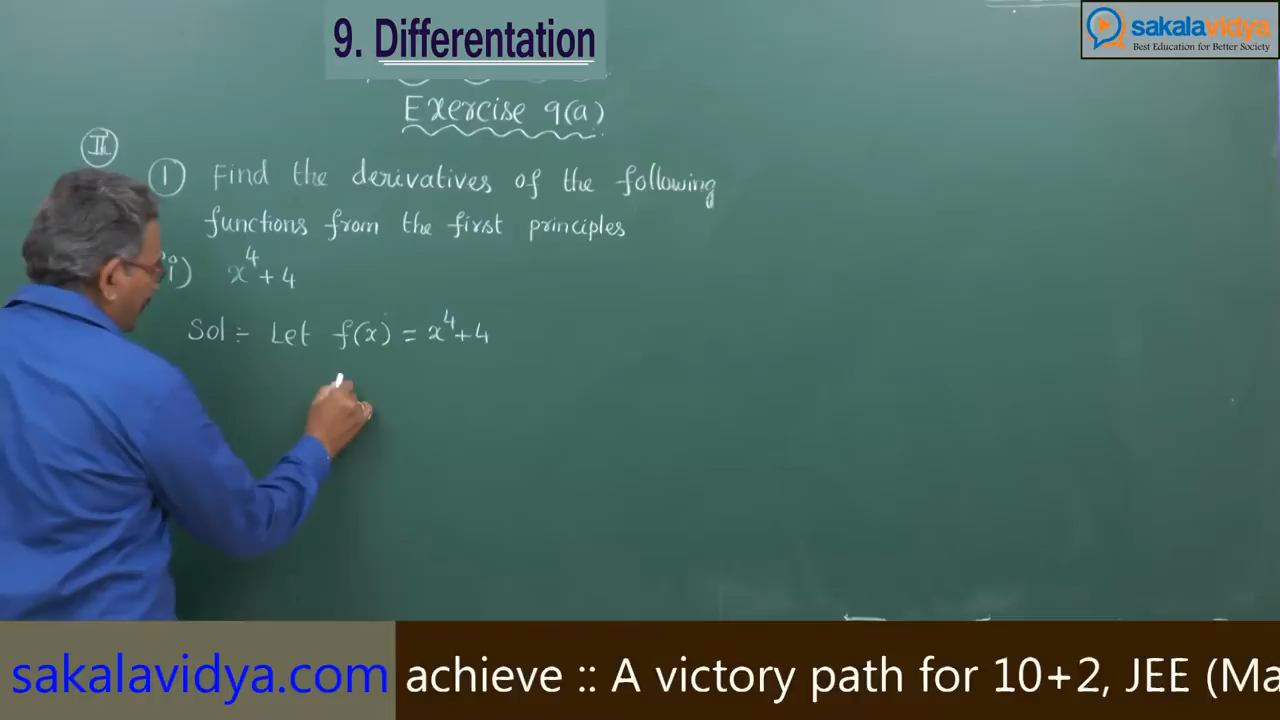 9. Differentation
sakalavidya
Best Education for Better Society
Exercise 9(a)
II
1 Find the derivatives of the following
functions from the first principles
i) x⁴+4
Sol:- Let f(x) = x⁴+4
sakalavidya.com achieve :: A victory path for 10+2, JEE (Ma